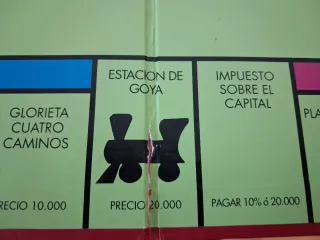 GLORIETA
CUATRO
CAMINOS
RECIO 10.000
ESTACION DE
GOYA
PRECIO 20.000
IMPUESTO
SOBRE EL
CAPITAL
PAGAR 10% ó 20.000
PLA